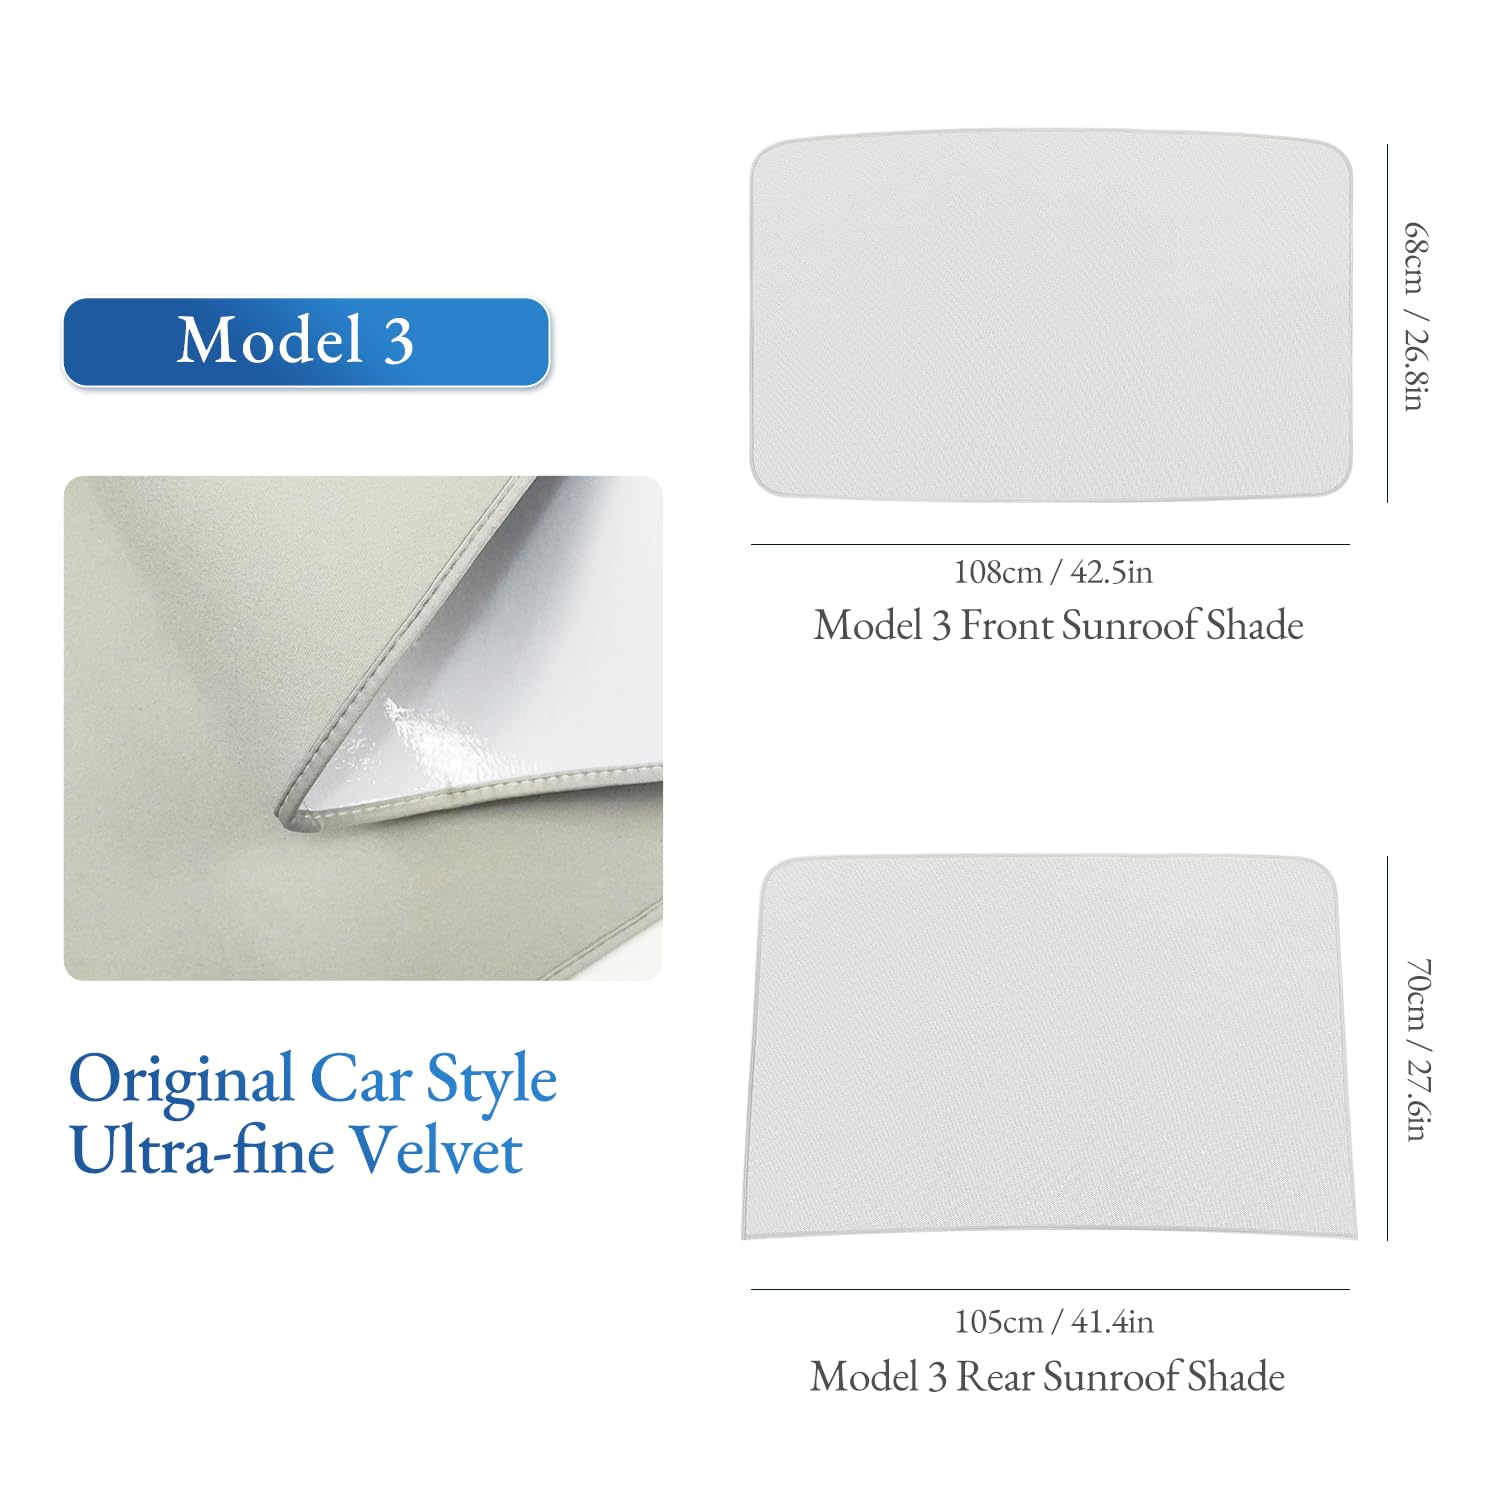 Model 3
Original Car Style
Ultra-fine Velvet
68cm / 26.8in
108cm / 42.5in
Model 3 Front Sunroof Shade
70cm / 27.6in
105cm / 41.4in
Model 3 Rear Sunroof Shade